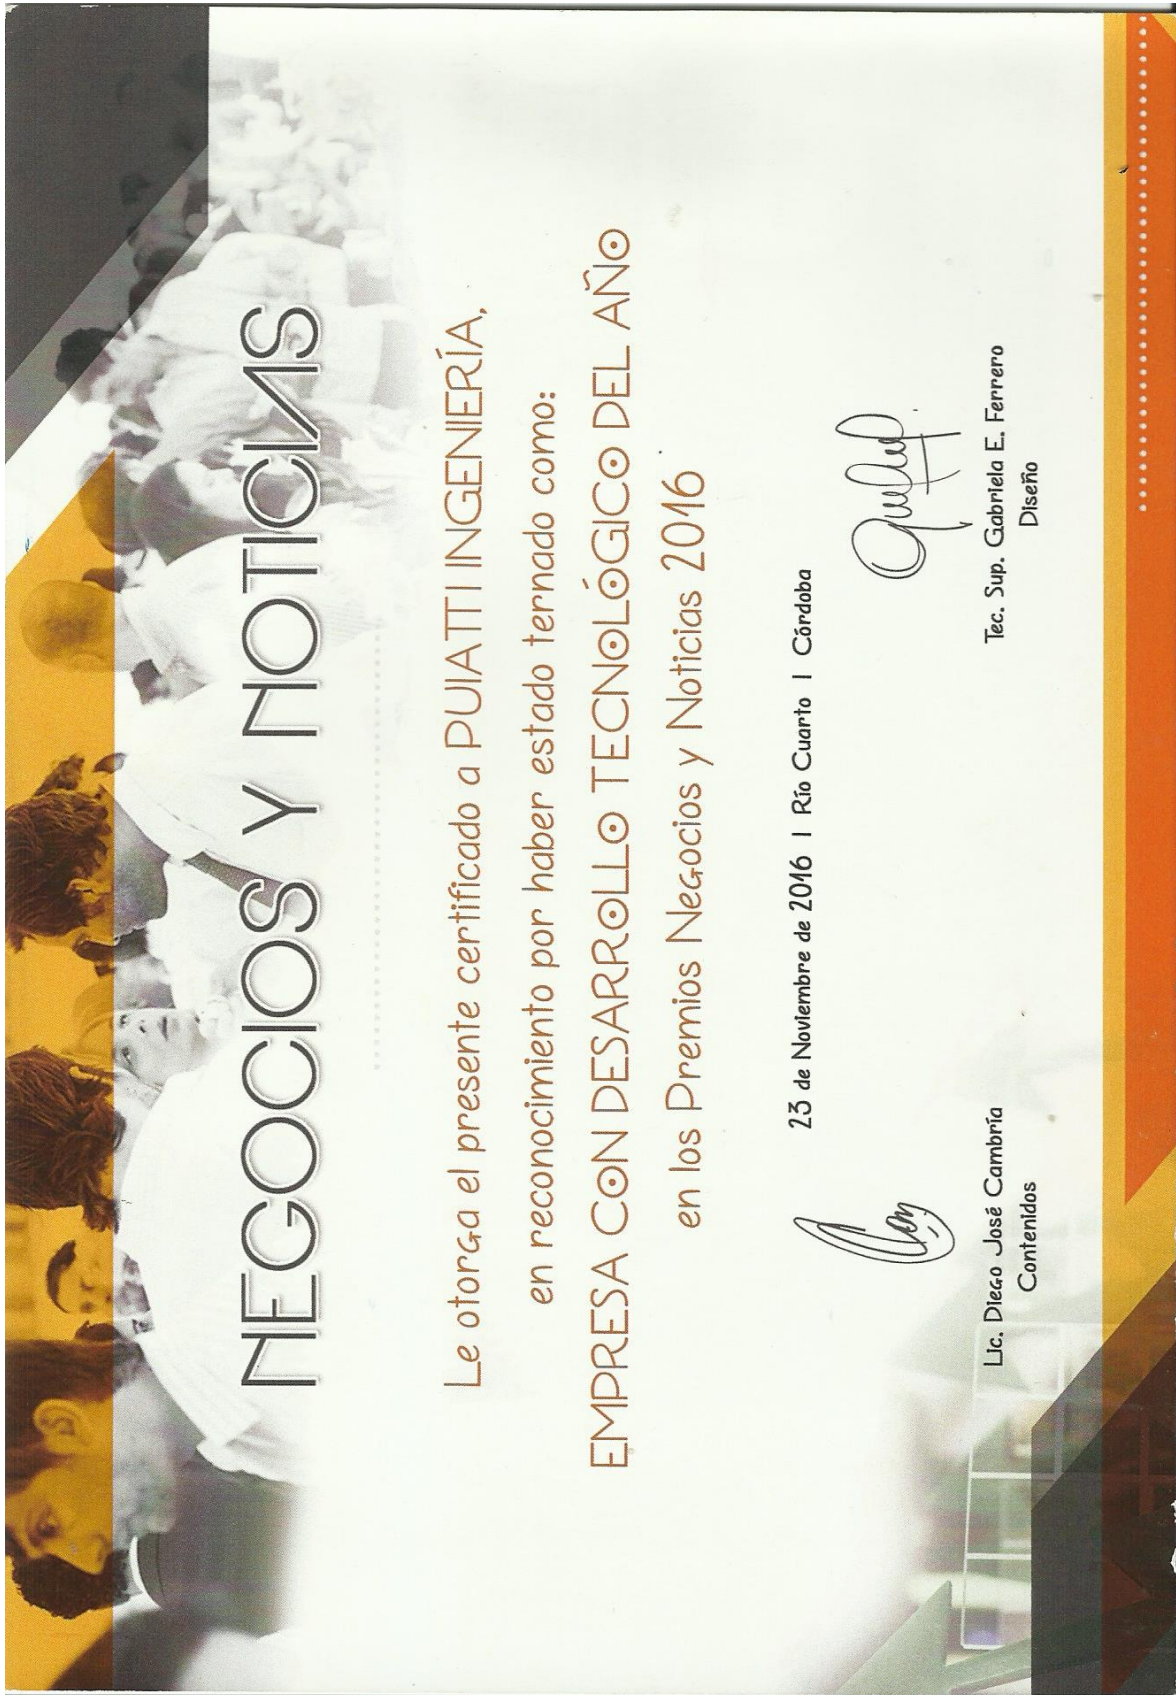 NEGOCIOS Y NOTICIAS
Le otorga el presente certificado a PUIATTI INGENIERÍA,
en reconocimiento por haber estado ternado como:
EMPRESA CON DESARROLLO TECNOLÓGICO DEL AÑO
en los Premios Negocios y Noticias 2016
23 de Noviembre de 2016 | Río Cuarto | Córdoba
Lic. Diego José Cambría
Contenidos
Tec. Sup. Gabriela E. Ferrero
Diseño